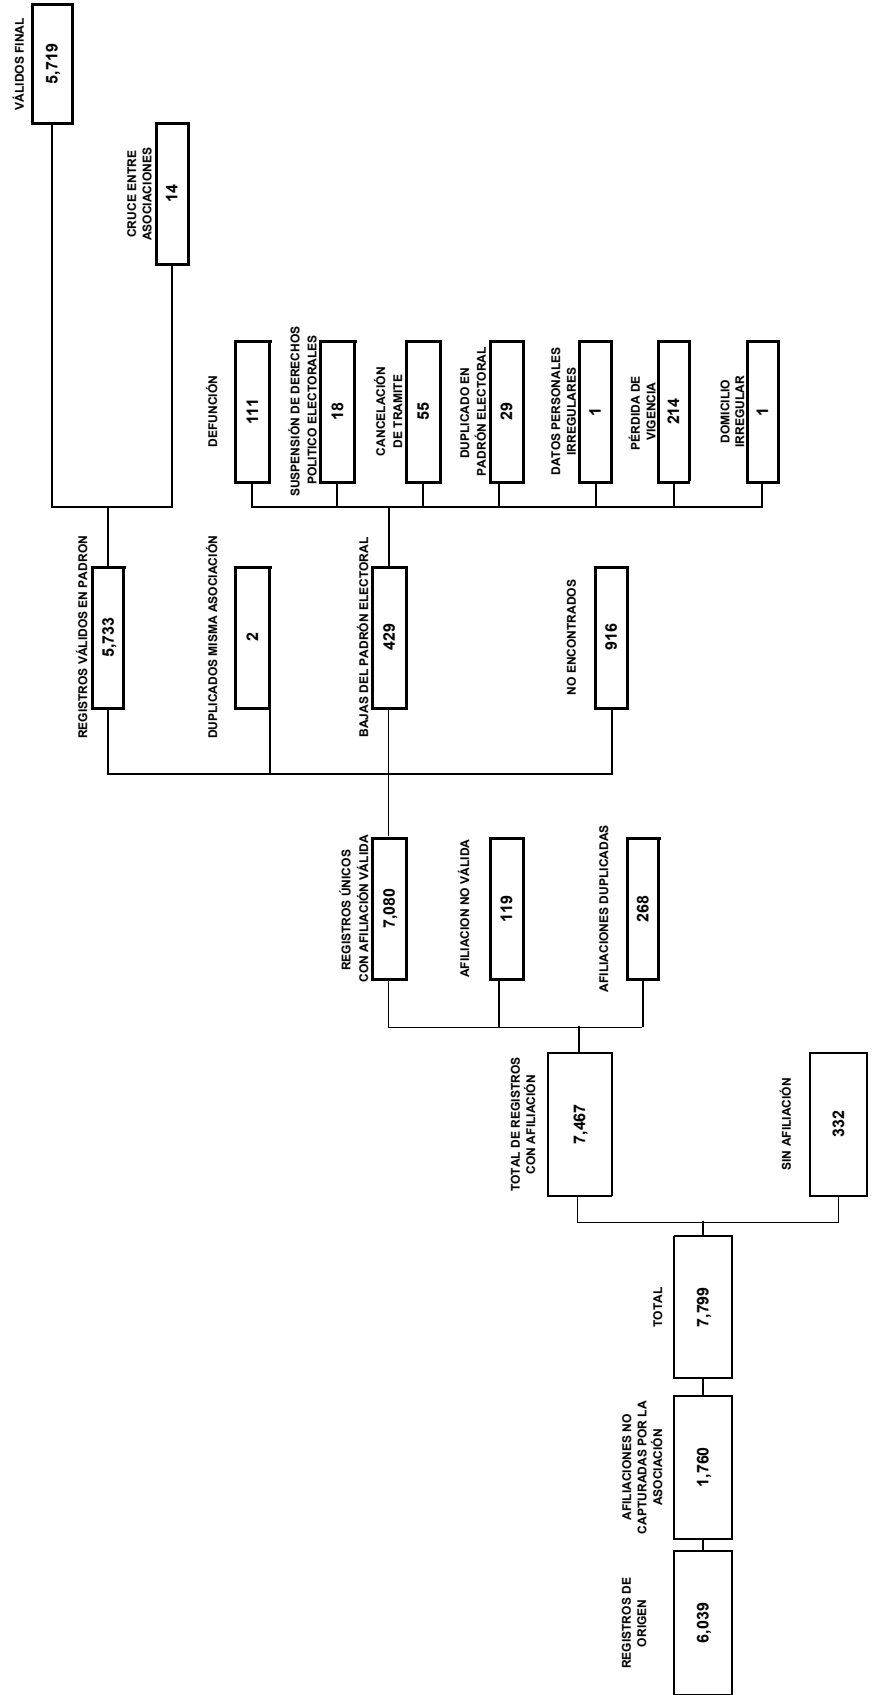 REGISTROS DE
ORIGEN
6,039
AFILIACIONES NO
CAPTURADAS POR LA
ASOCIACIÓN
1,760
TOTAL
7,799
TOTAL DE REGISTROS
CON AFILIACIÓN
7,467
SIN AFILIACIÓN
332
REGISTROS ÚNICOS
CON AFILIACIÓN VÁLIDA
7,080
AFILIACION NO VÁLIDA
119
AFILIACIONES DUPLICADAS
268
REGISTROS VÁLIDOS EN PADRON
5,733
DUPLICADOS MISMA ASOCIACIÓN
2
BAJAS DEL PADRÓN ELECTORAL
429
NO ENCONTRADOS
916
DEFUNCIÓN
111
SUSPENSIÓN DE DERECHOS
POLITICO ELECTORALES
18
CANCELACIÓN
DE TRAMITE
55
DUPLICADO EN
PADRÓN ELECTORAL
29
DATOS PERSONALES
IRREGULARES
1
PÉRDIDA DE
VIGENCIA
214
DOMICILIO
IRREGULAR
1
CRUCE ENTRE
ASOCIACIONES
14
VÁLIDOS FINAL
5,719